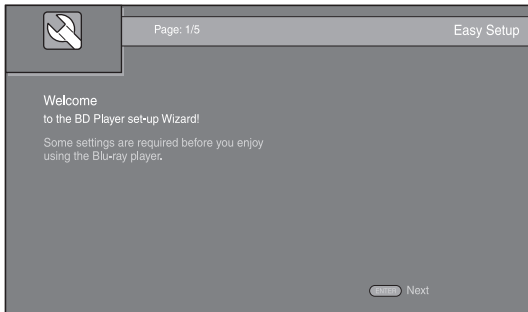 Page: 1/5
Easy Setup
Welcome
to the BD Player set-up Wizard!
Some settings are required before you enjoy
using the Blu-ray player.
ENTER Next